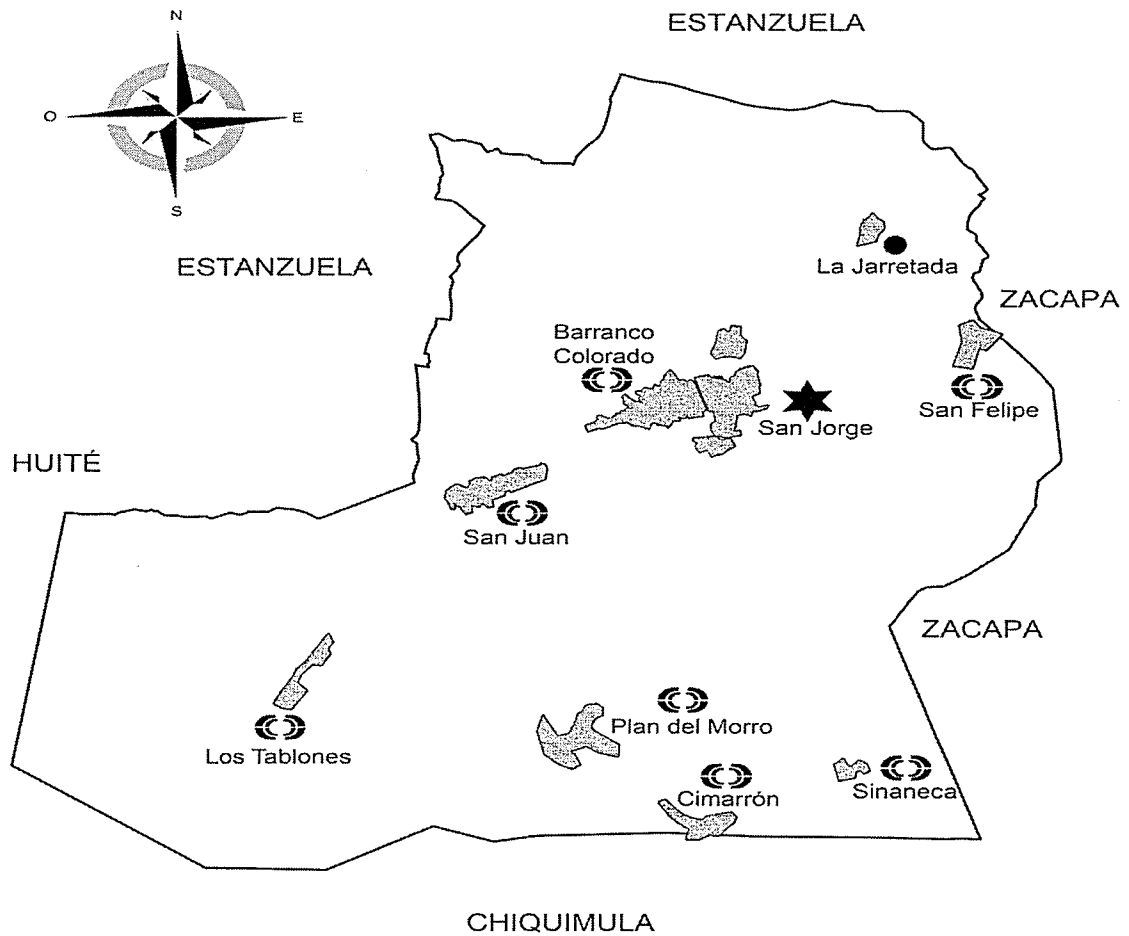 N
ESTANZUELA
O
E
S
ESTANZUELA
La Jarretada
ZACAPA
Barranco
Colorado
San Felipe
San Jorge
HUITÉ
San Juan
ZACAPA
Plan del Morro
Los Tablones
Cimarrón
Sinaneca
CHIQUIMULA